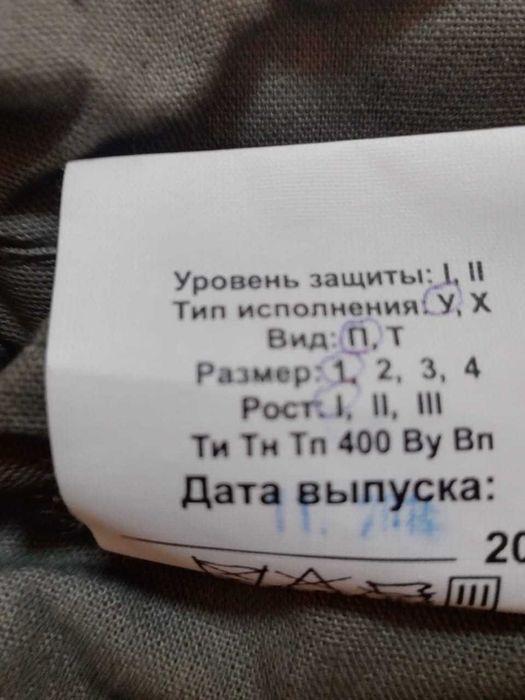 Уровень защиты: I, II
Тип исполнения: У, Х
Вид: П, Т
Размер: 1, 2, 3, 4
Рост: I, II, III
Ти Тн Тп 400 Ву Вп
Дата выпуска:
20